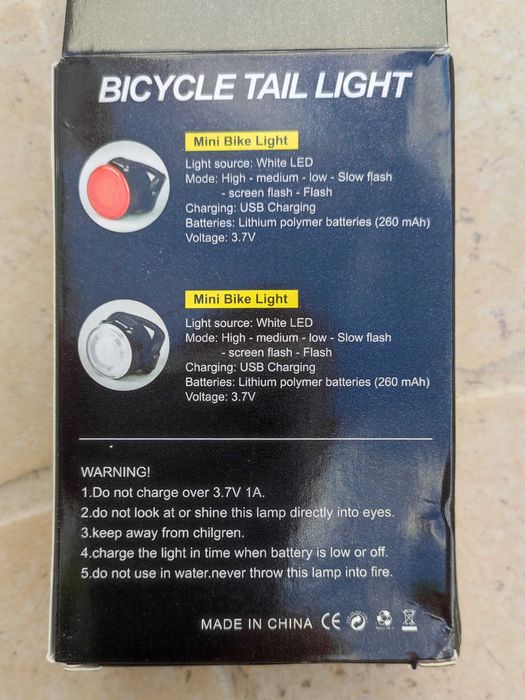 BICYCLE TAIL LIGHT
Mini Bike Light
Light source: White LED
Mode: High - medium - low - Slow flash
- screen flash - Flash
Charging: USB Charging
Batteries: Lithium polymer batteries (260 mAh)
Voltage: 3.7V
Mini Bike Light
Light source: White LED
Mode: High - medium - low - Slow flash
- screen flash - Flash
Charging: USB Charging
Batteries: Lithium polymer batteries (260 mAh)
Voltage: 3.7V
WARNING!
1.Do not charge over 3.7V 1A.
2.do not look at or shine this lamp directly into eyes.
3.keep away from chilgren.
4.charge the light in time when battery is low or off.
5.do not use in water.never throw this lamp into fire.
MADE IN CHINA CE